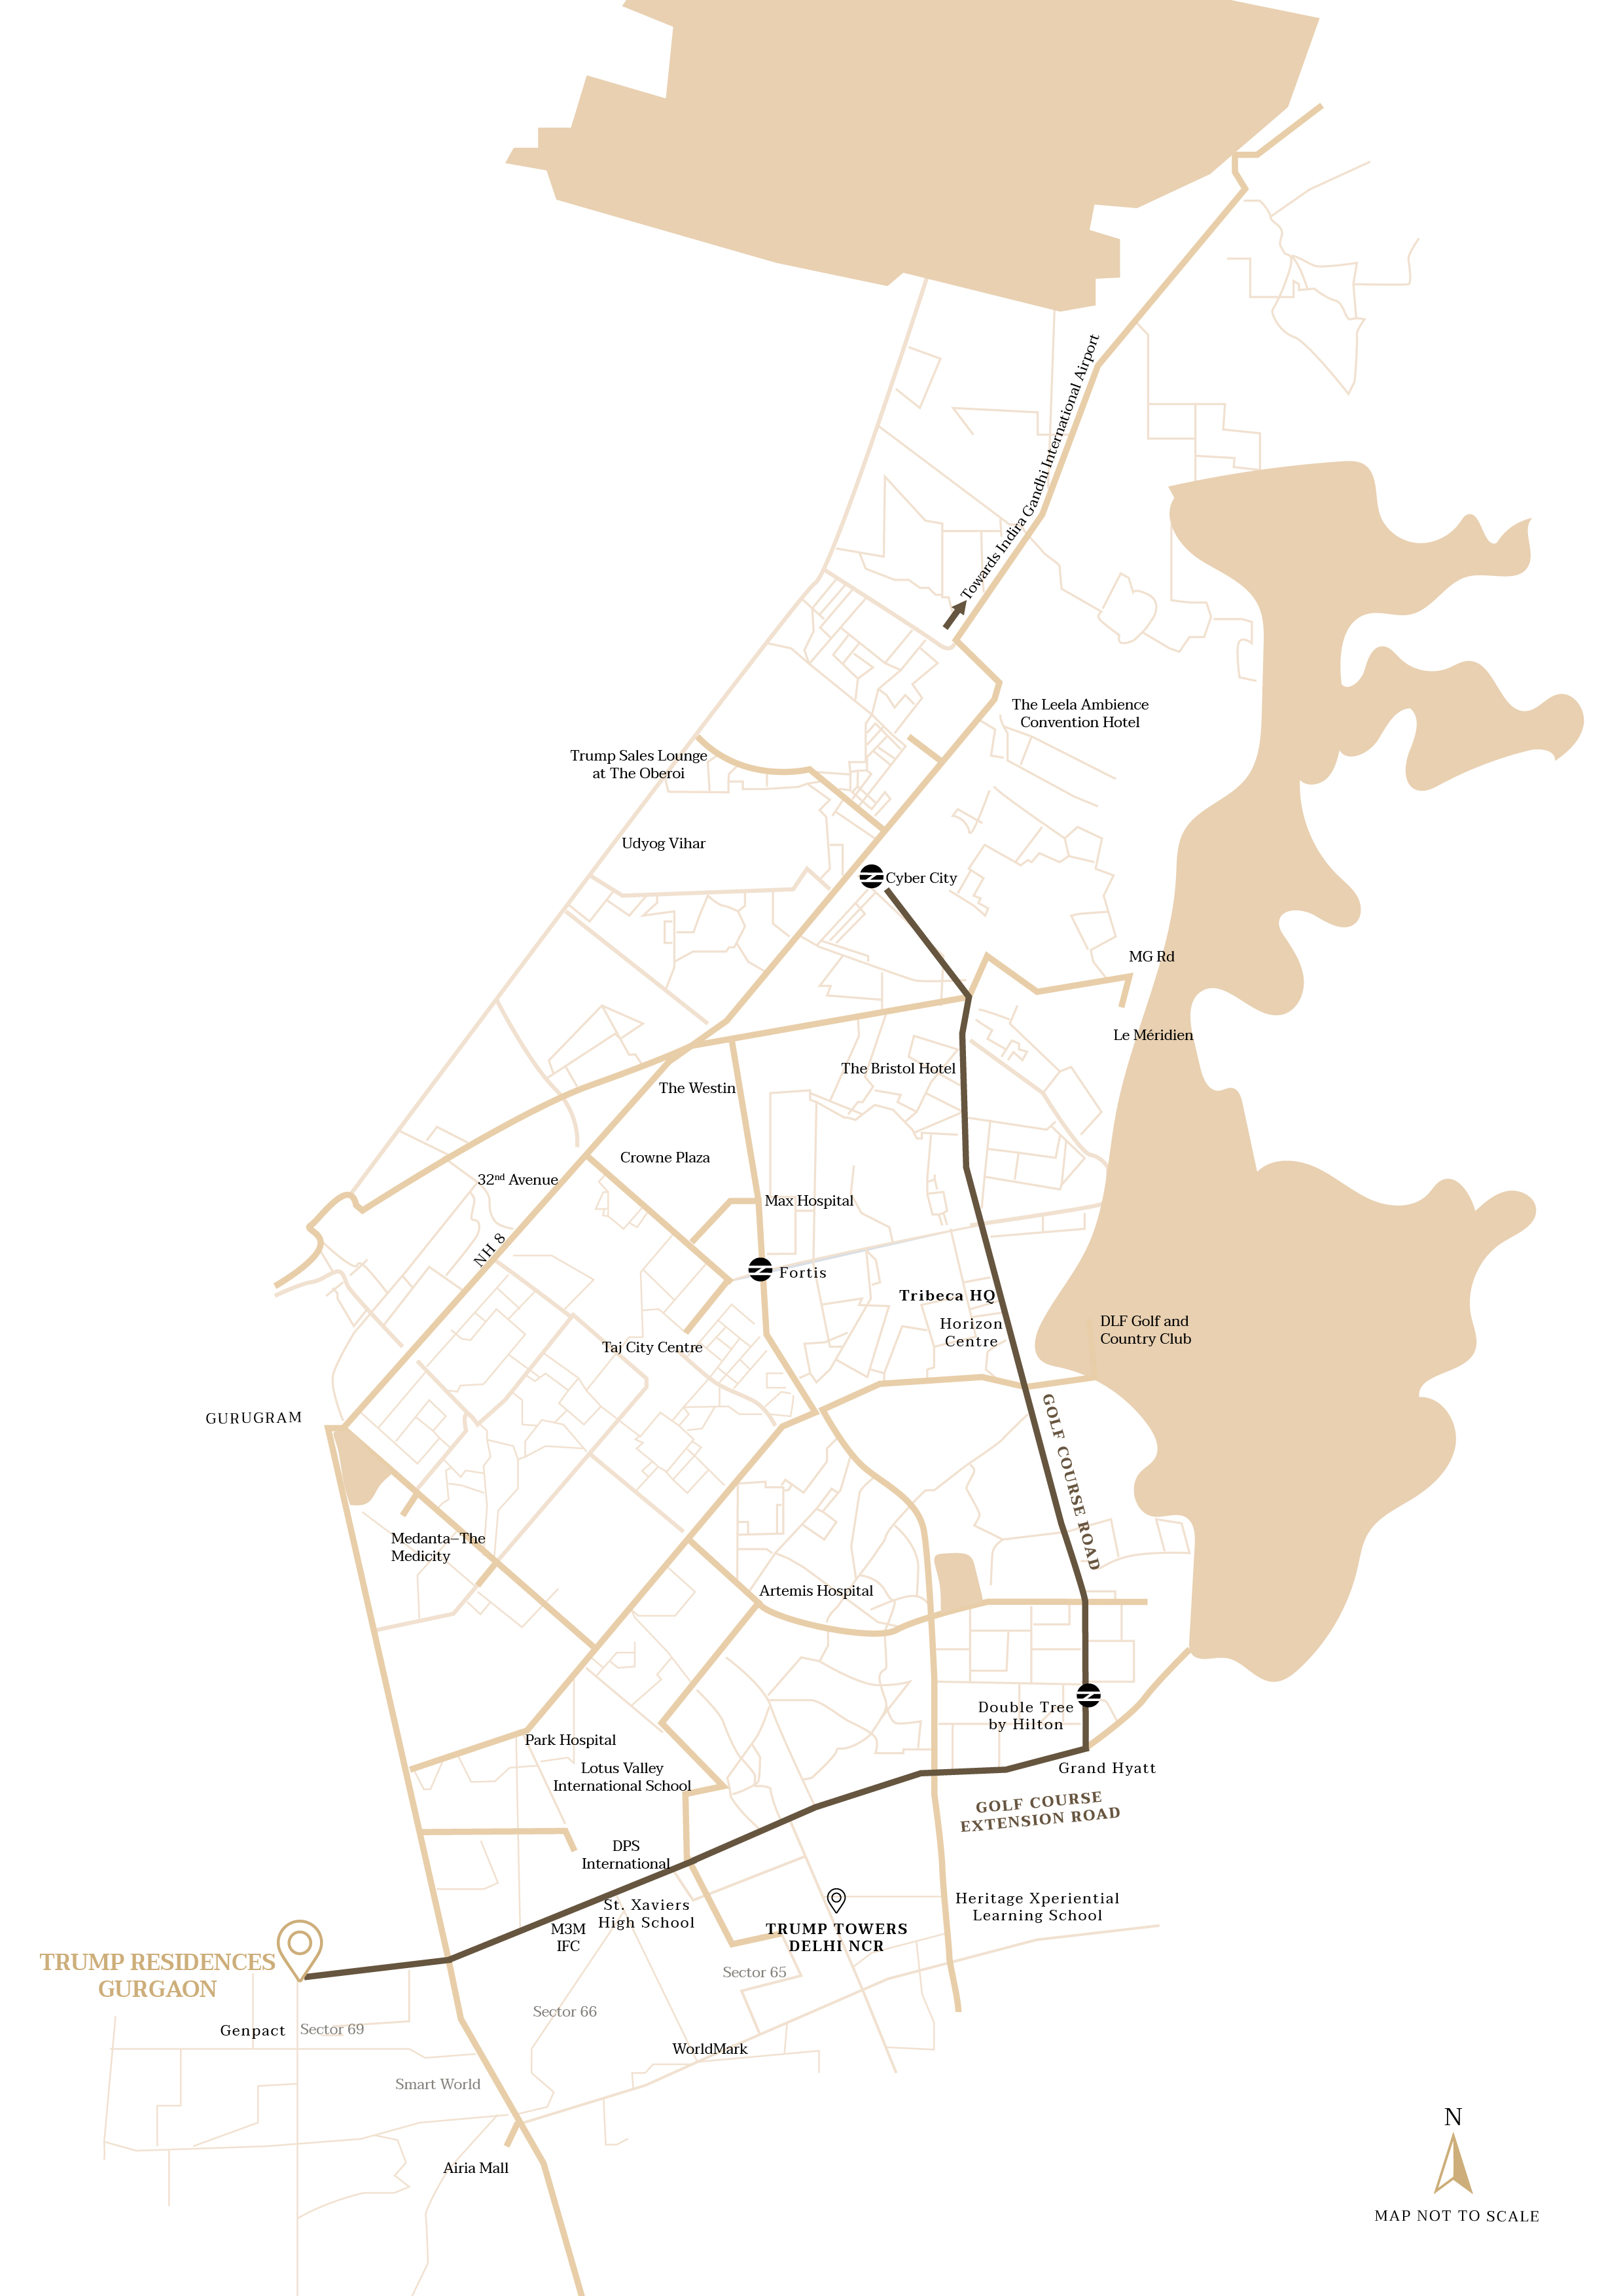 Towards Indira Gandhi International Airport
The Leela Ambience
Convention Hotel
Trump Sales Lounge
at The Oberoi
Udyog Vihar
Cyber City
MG Rd
Le Méridien
The Bristol Hotel
The Westin
Crowne Plaza
32nd Avenue
Max Hospital
NH 8
Fortis
Tribeca HQ
Horizon
Centre
DLF Golf and
Country Club
Taj City Centre
GURUGRAM
GOLF COURSE ROAD
Medanta–The
Medicity
Artemis Hospital
Double Tree
by Hilton
Park Hospital
Lotus Valley
International School
Grand Hyatt
GOLF COURSE
EXTENSION ROAD
DPS
International
St. Xaviers
High School
M3M
IFC
Heritage Xperiential
Learning School
TRUMP TOWERS
DELHI NCR
TRUMP RESIDENCES
GURGAON
Sector 65
Sector 66
Genpact
Sector 69
WorldMark
Smart World
Airia Mall
N
MAP NOT TO SCALE